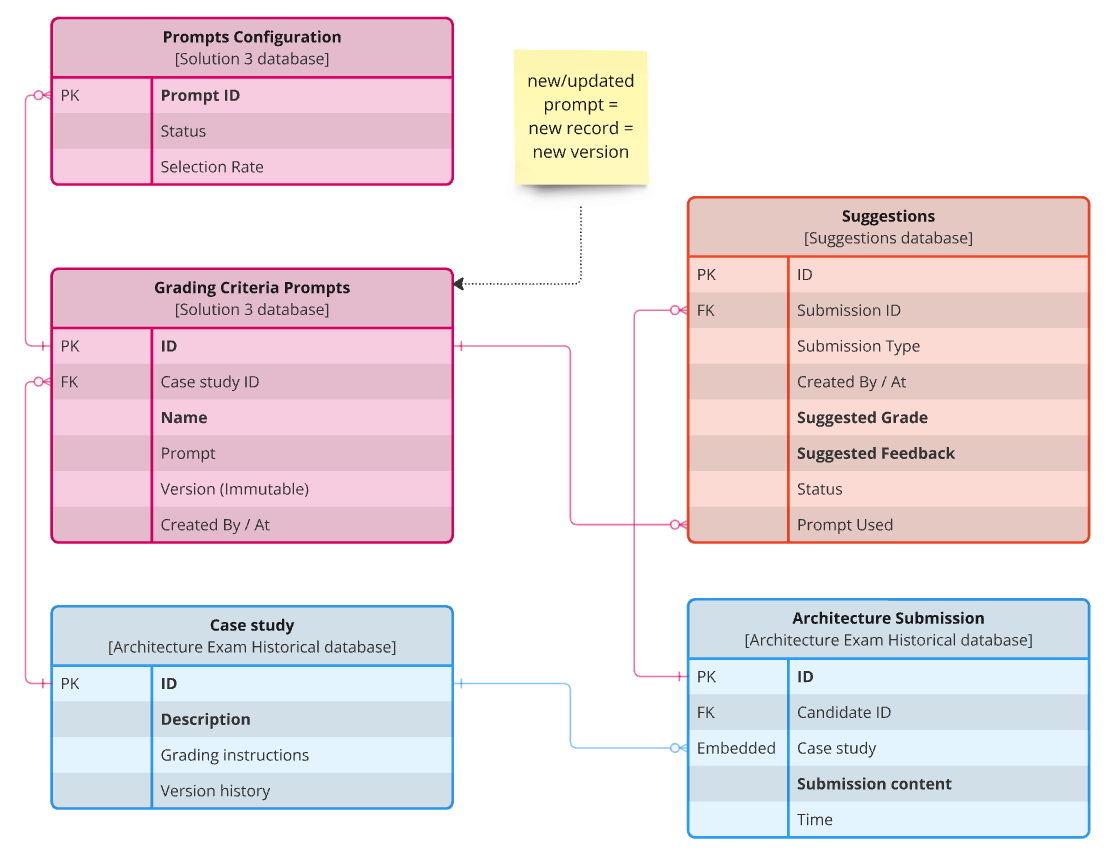 Prompts Configuration
[Solution 3 database]
PK Prompt ID
Status
Selection Rate
new/updated
prompt =
new record =
new version
Grading Criteria Prompts
[Solution 3 database]
PK ID
FK Case study ID
Name
Prompt
Version (Immutable)
Created By / At
Suggestions
[Suggestions database]
PK ID
FK Submission ID
Submission Type
Created By / At
Suggested Grade
Suggested Feedback
Status
Prompt Used
Case study
[Architecture Exam Historical database]
PK ID
Description
Grading instructions
Version history
Architecture Submission
[Architecture Exam Historical database]
PK ID
FK Candidate ID
Embedded Case study
Submission content
Time